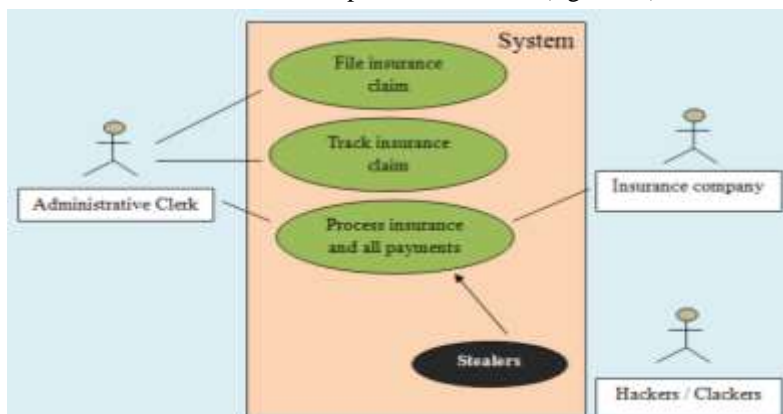 System
File insurance
claim
Track insurance
claim
Administrative Clerk
Insurance company
Process insurance
and all payments
Stealers
Hackers / Clackers